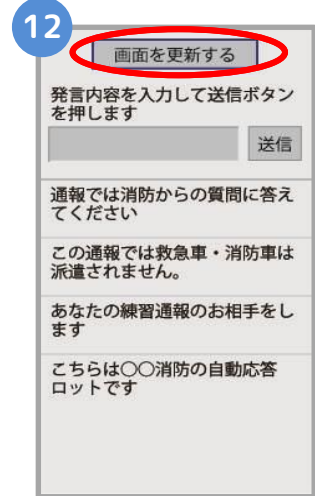 12
画面を更新する
発言内容を入力して送信ボタン
を押します
送信
通報では消防からの質問に答え
てください
この通報では救急車・消防車は
派遣されません。
あなたの練習通報のお相手をし
ます
こちらは〇〇消防の自動応答
ロットです